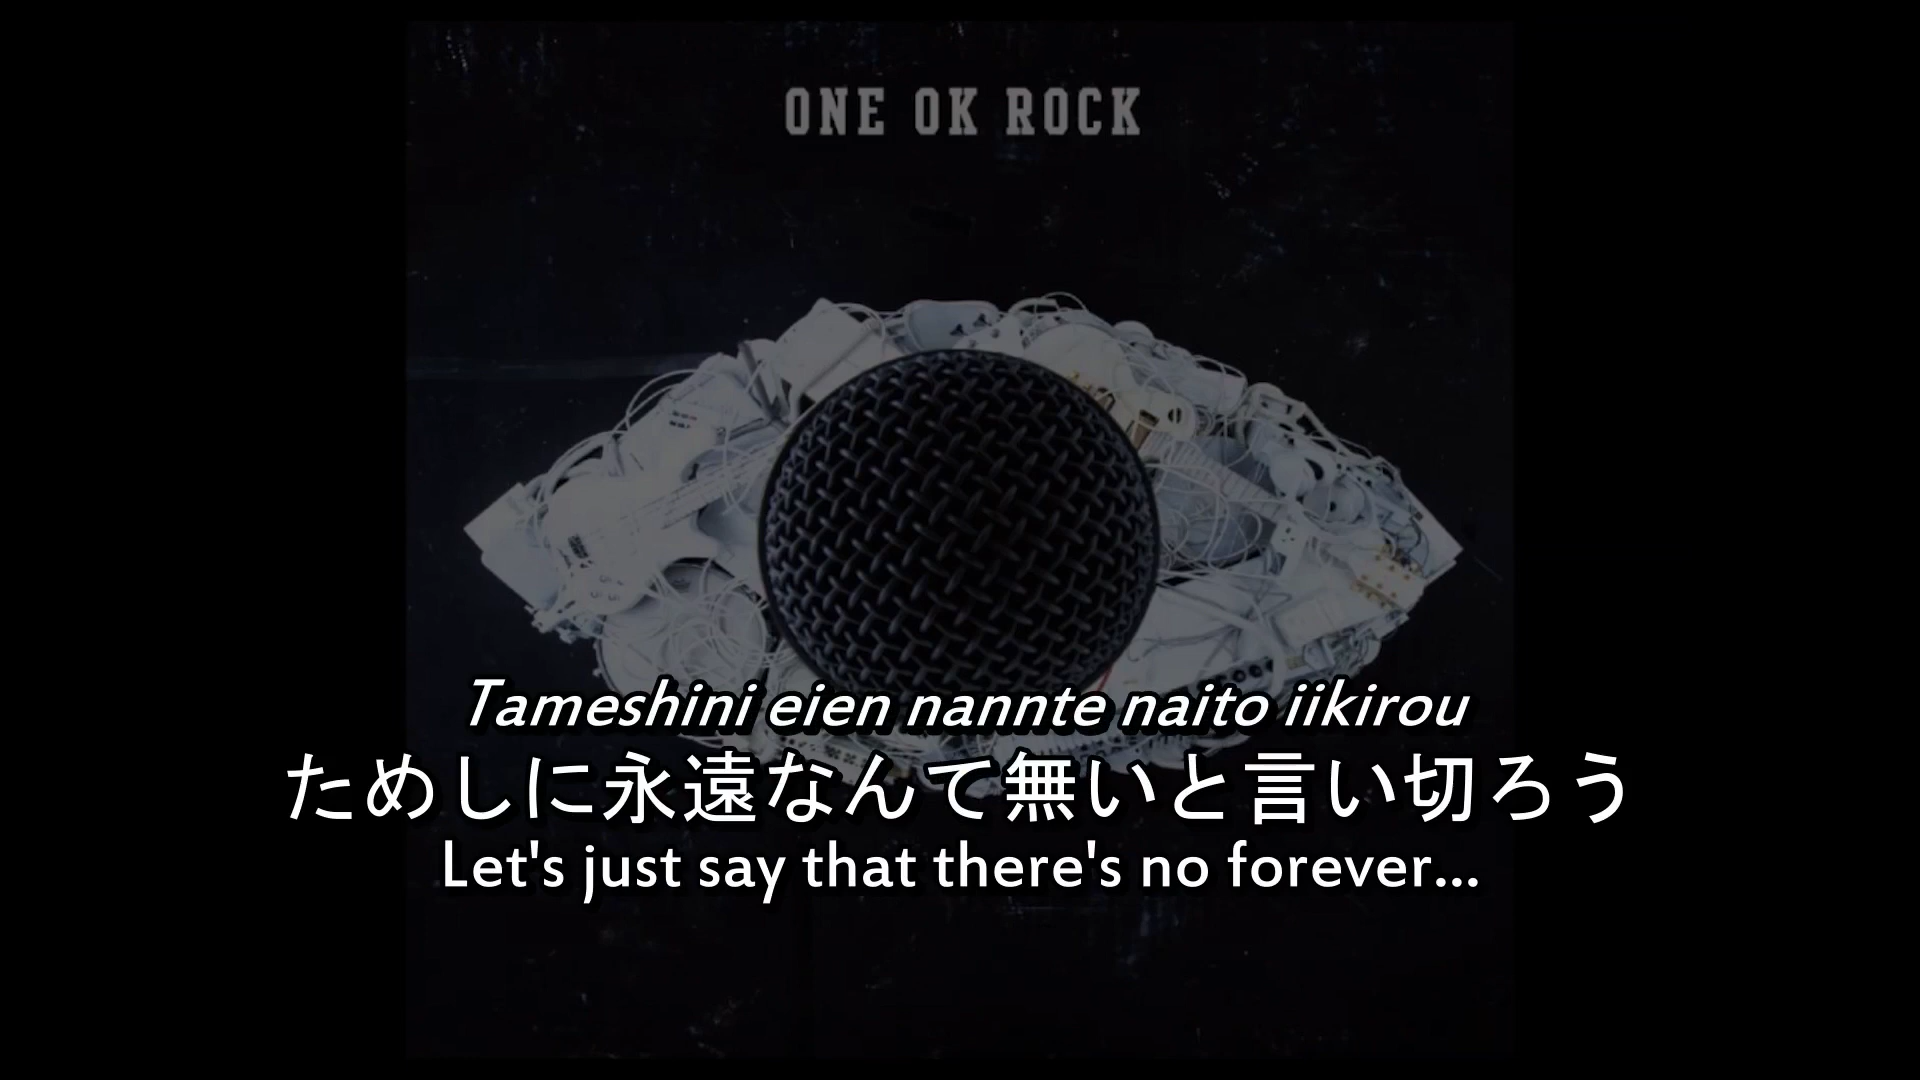 ONE OK ROCK
Tameshini eien nannte naito iikirou
ためしに永遠なんて無いと言い切ろう
Let's just say that there's no forever...